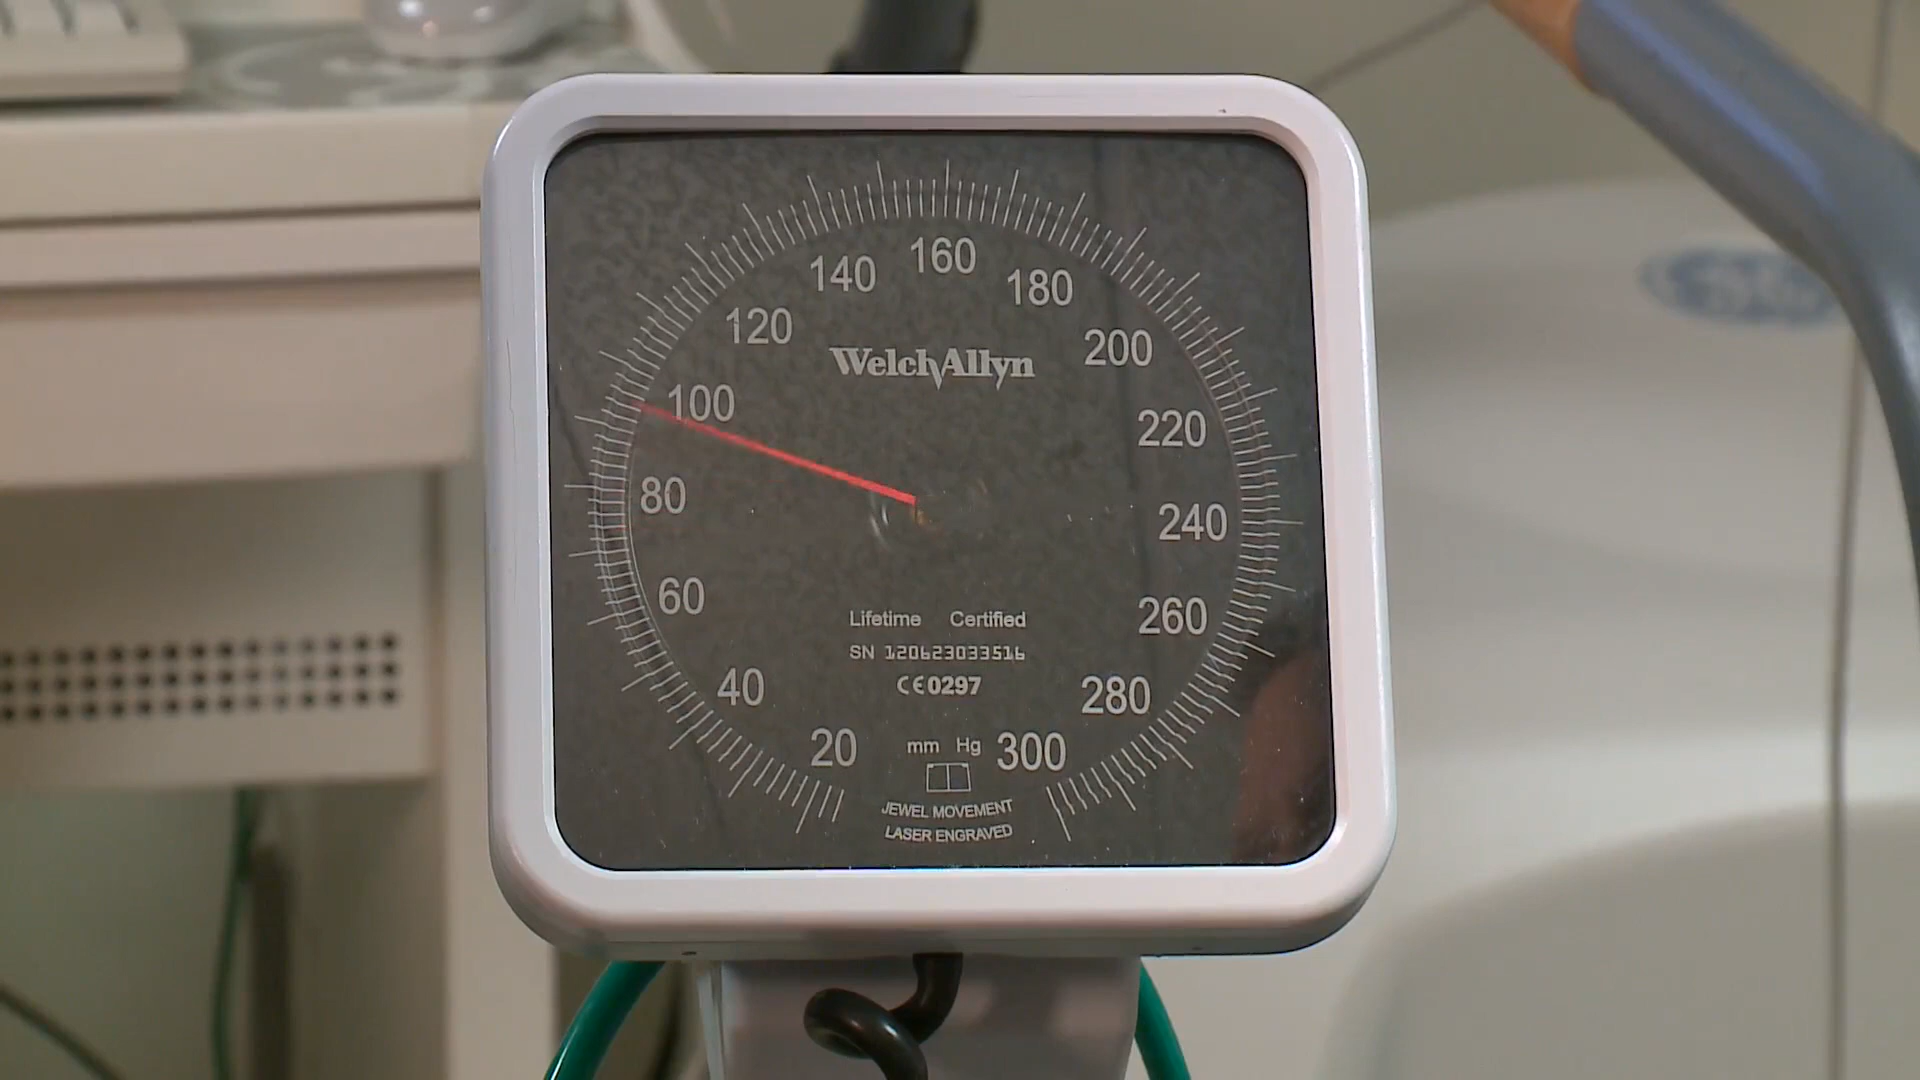 160
140
180
120
200
WelchAllyn
100
220
80
240
60
260
Lifetime Certified
SN 120623033516
CE0297
40
280
20
mm Hg
300
JEWEL MOVEMENT
LASER ENGRAVED